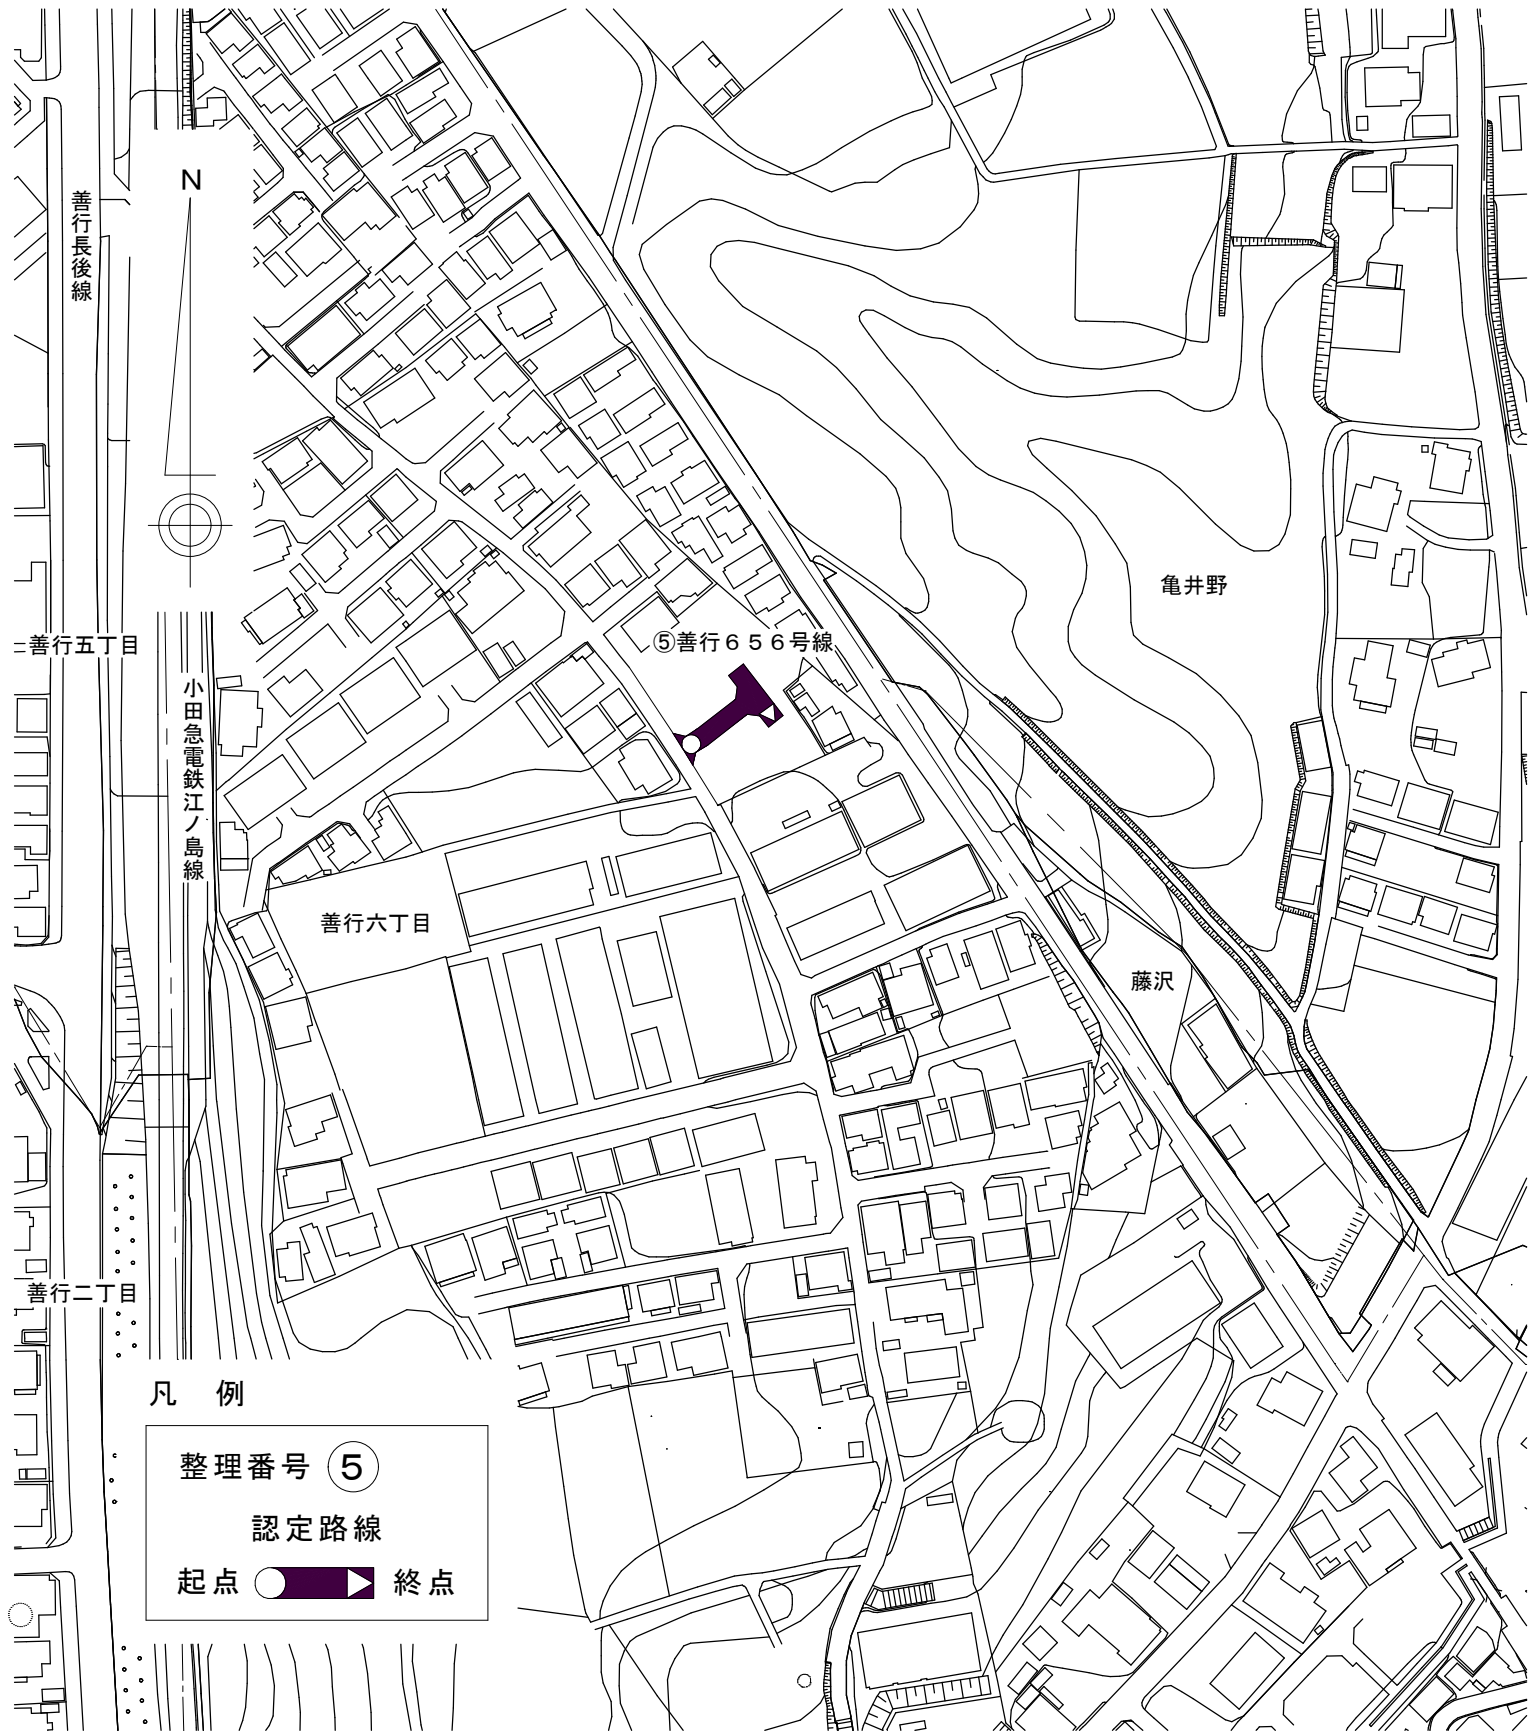 N
善行長後線
亀井野
善行五丁目
⑤善行656号線
小田急電鉄江ノ島線
善行六丁目
藤沢
善行二丁目
凡　例
整理番号 ⑤
認定路線
起点 終点